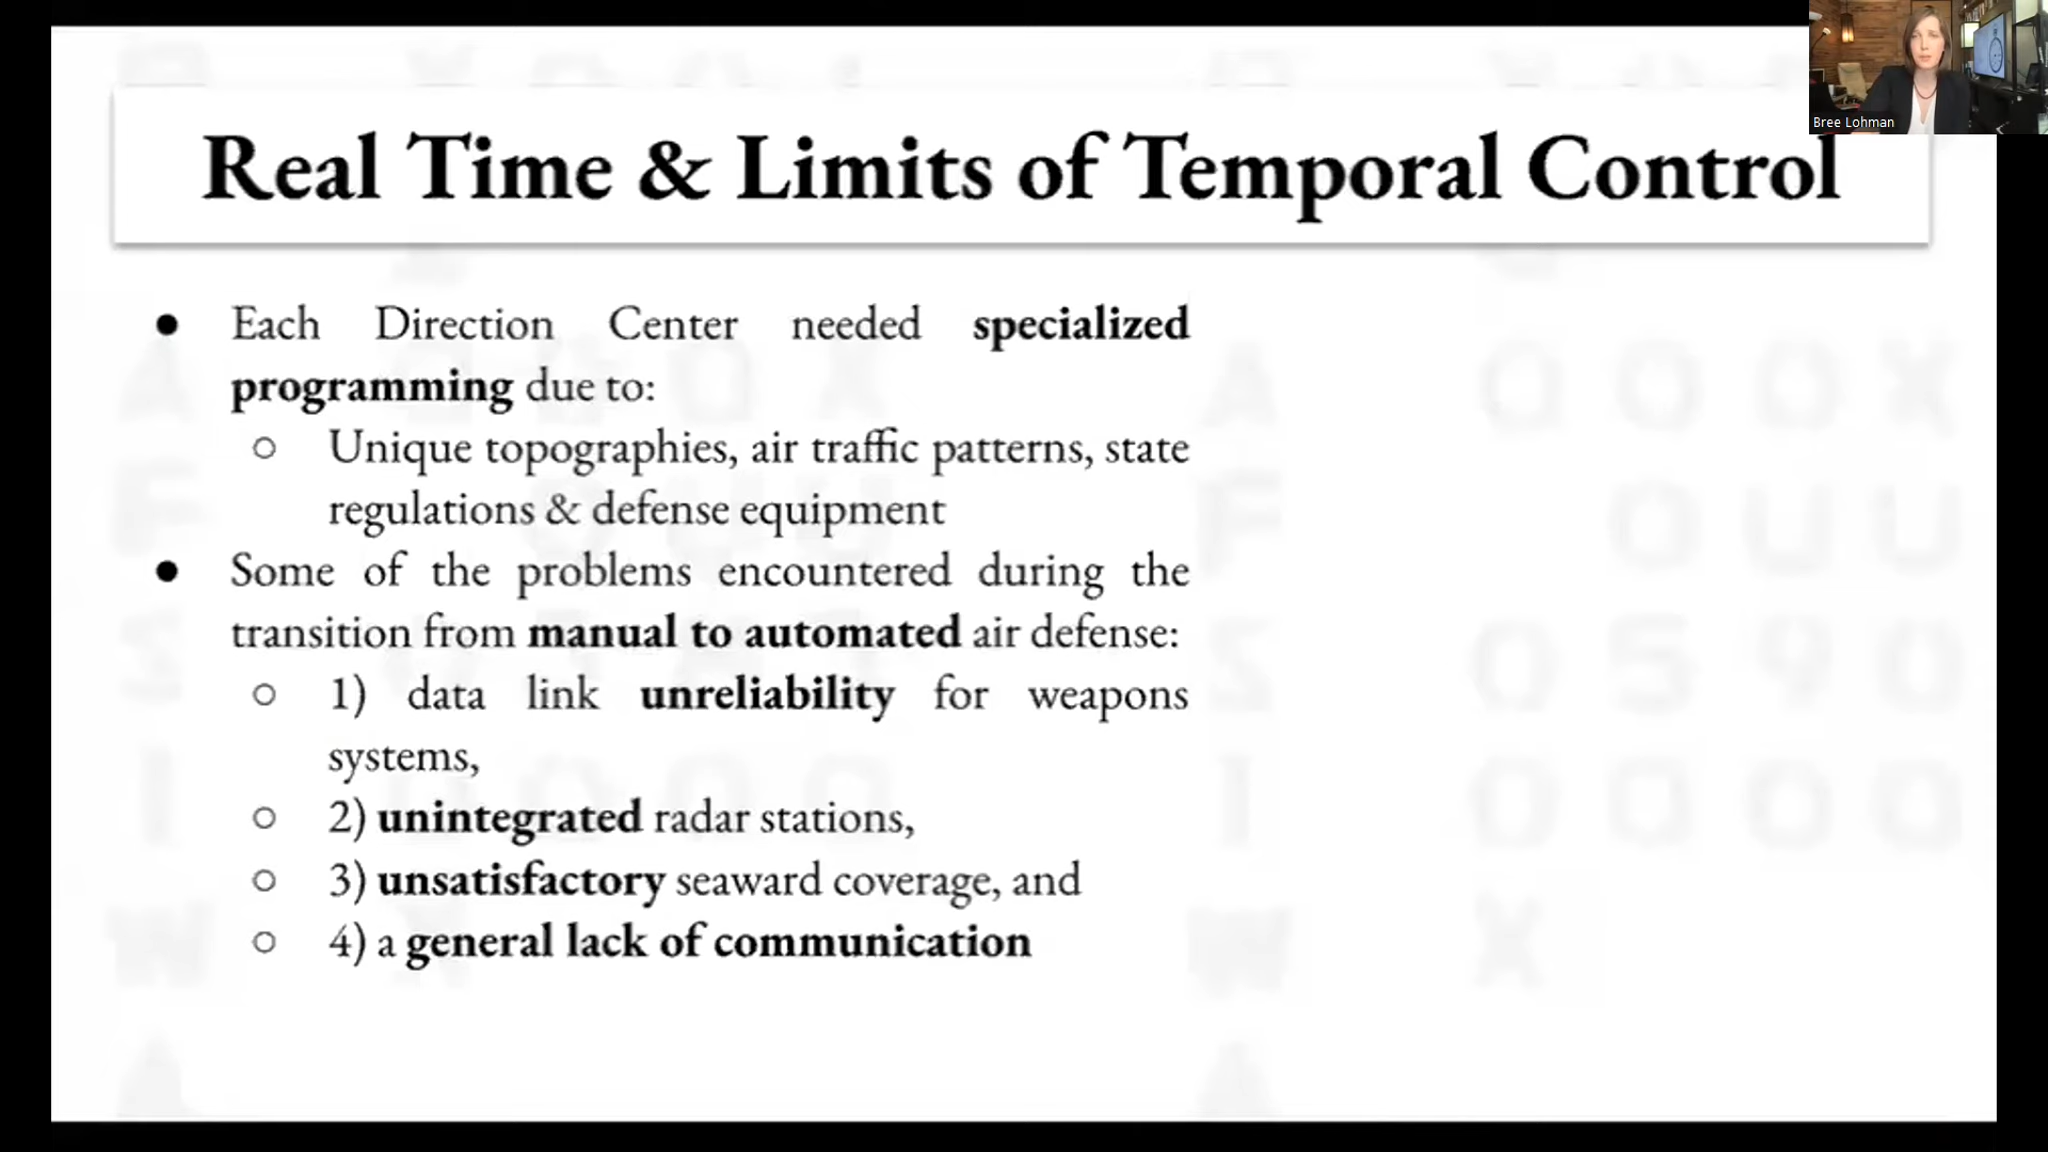 Bree Lohman
Real Time & Limits of Temporal Control
● Each Direction Center needed specialized
programming due to:
○ Unique topographies, air traffic patterns, state
regulations & defense equipment
● Some of the problems encountered during the
transition from manual to automated air defense:
○ 1) data link unreliability for weapons
systems,
○ 2) unintegrated radar stations,
○ 3) unsatisfactory seaward coverage, and
○ 4) a general lack of communication